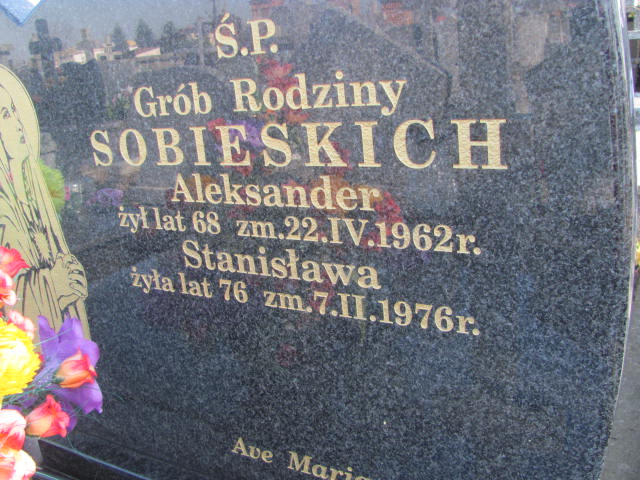 Ś.P.
Grób Rodziny
SOBIESKICH
Aleksander
żył lat 68 zm.22.IV.1962r.
Stanisława
żyła lat 76 zm.7.II.1976r.
Ave Maria